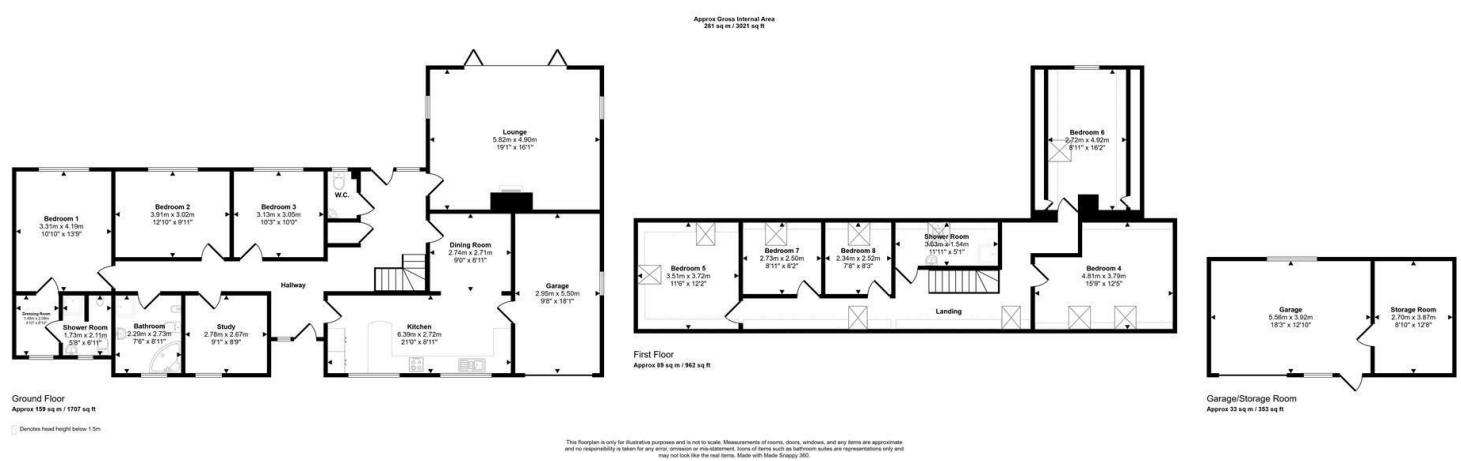 Approx Gross Internal Area
281 sq m / 3021 sq ft
Lounge
5.82m x 4.90m
19'1" x 16'1"
Bedroom 1
3.31m x 4.19m
10'10" x 13'9"
Bedroom 2
3.91m x 3.02m
12'10" x 9'11"
Bedroom 3
3.13m x 3.05m
10'3" x 10'0"
W.C.
Dining Room
2.74m x 2.71m
9'0" x 8'11"
Garage
2.95m x 5.50m
9'8" x 18'1"
Hallway
Dressing Room
Shower Room
1.73m x 2.11m
5'8" x 6'11"
Bathroom
2.29m x 2.73m
7'6" x 8'11"
Study
2.78m x 2.67m
9'1" x 8'9"
Kitchen
6.39m x 2.72m
21'0" x 8'11"
Ground Floor
Approx 159 sq m / 1707 sq ft
Denotes head height below 1.5m
Bedroom 6
2.72m x 4.92m
8'11" x 16'2"
Bedroom 5
3.51m x 3.72m
11'6" x 12'2"
Bedroom 7
2.73m x 2.50m
8'11" x 8'2"
Bedroom 8
2.34m x 2.52m
7'8" x 8'3"
Shower Room
3.63m x 1.54m
11'11" x 5'1"
Bedroom 4
4.81m x 3.79m
15'9" x 12'5"
Landing
First Floor
Approx 89 sq m / 962 sq ft
Garage
5.56m x 3.92m
18'3" x 12'10"
Storage Room
2.70m x 3.87m
8'10" x 12'8"
Garage/Storage Room
Approx 33 sq m / 353 sq ft
This floorplan is only for illustrative purposes and is not to scale. Measurements of rooms, doors, windows, and any items are approximate
and no responsibility is taken for any error, omission or mis-statement. Icons of items such as bathroom suites are representations only and
may not look like the real items. Made with Made Snappy 360.